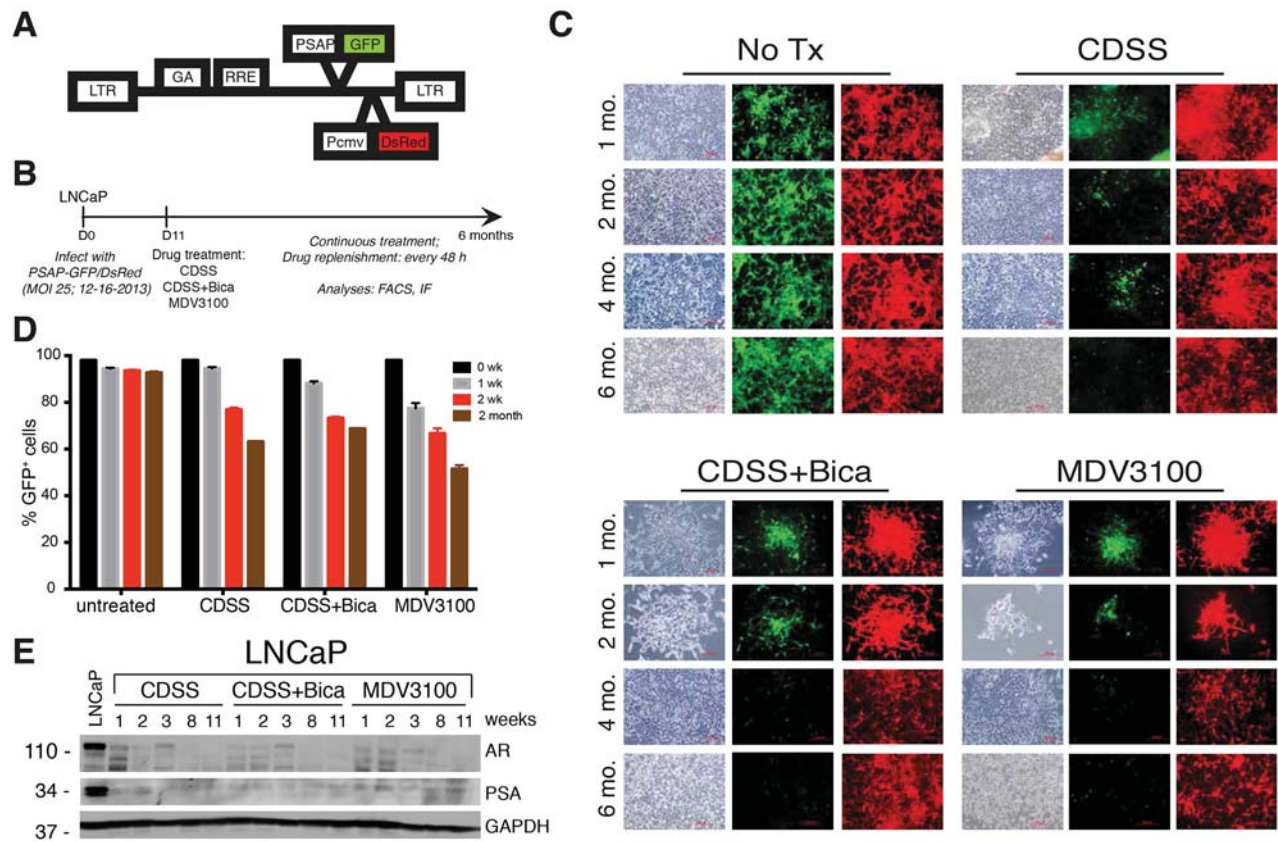 A
PSAP GFP
GA RRE
LTR LTR
Pcmv DsRed
B
LNCaP
D0 D11 6 months
Infect with
PSAP-GFP/DsRed
(MOI 25; 12-16-2013)
Drug treatment:
CDSS
CDSS+Bica
MDV3100
Continuous treatment;
Drug replenishment: every 48 h
Analyses: FACS, IF
C
No Tx
1 mo.
2 mo.
4 mo.
6 mo.
CDSS
CDSS+Bica
1 mo.
2 mo.
4 mo.
6 mo.
MDV3100
D
% GFP+ cells
100
80
60
40
20
0
0 wk
1 wk
2 wk
2 month
untreated CDSS CDSS+Bica MDV3100
E
LNCaP
LNCaP
CDSS CDSS+Bica MDV3100
1 2 3 8 11 1 2 3 8 11 1 2 3 8 11 weeks
110 - AR
34 - PSA
37 - GAPDH